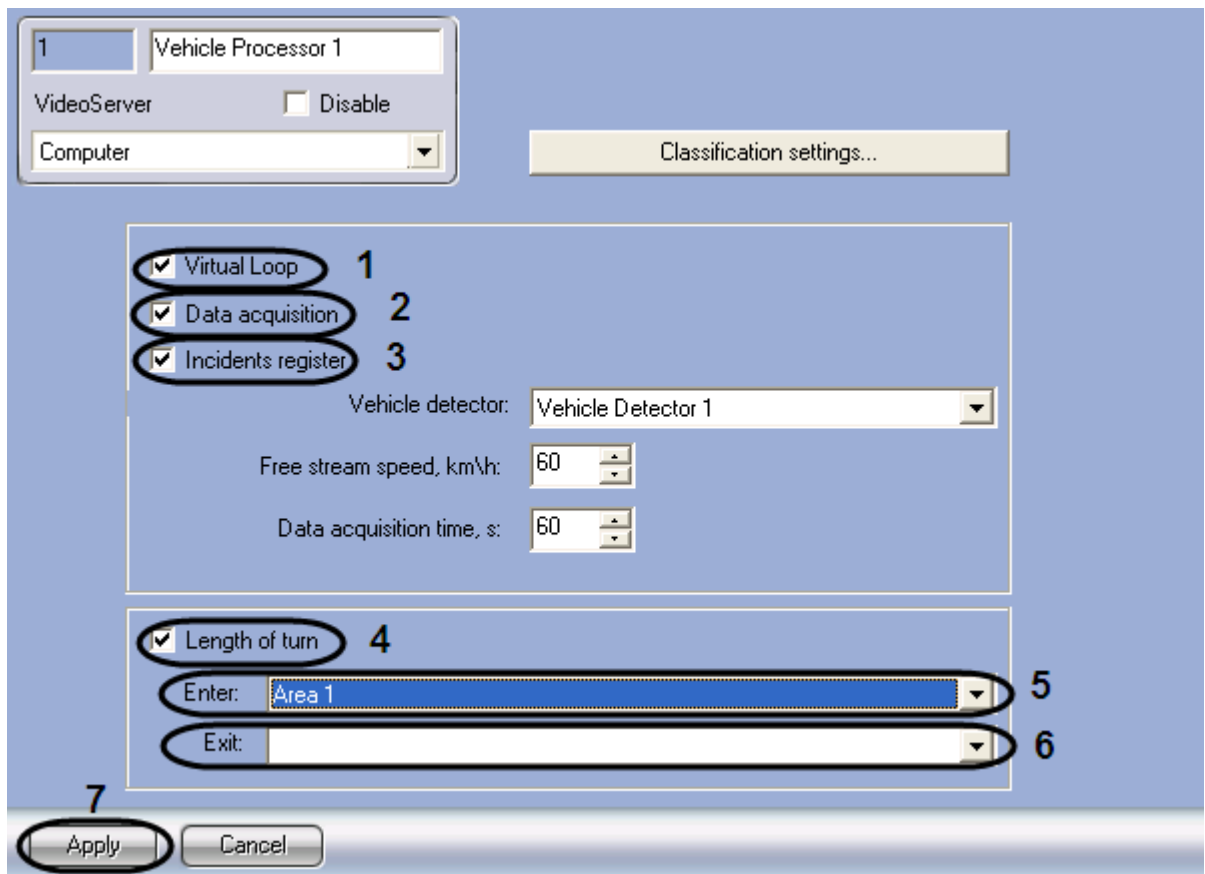 1 Vehicle Processor 1
VideoServer Disable
Computer
Classification settings...
Virtual Loop 1
Data acquisition 2
Incidents register 3
Vehicle detector: Vehicle Detector 1
Free stream speed, km\h: 60
Data acquisition time, s: 60
Length of turn 4
Enter: Area 1 5
Exit: 6
7
Apply Cancel